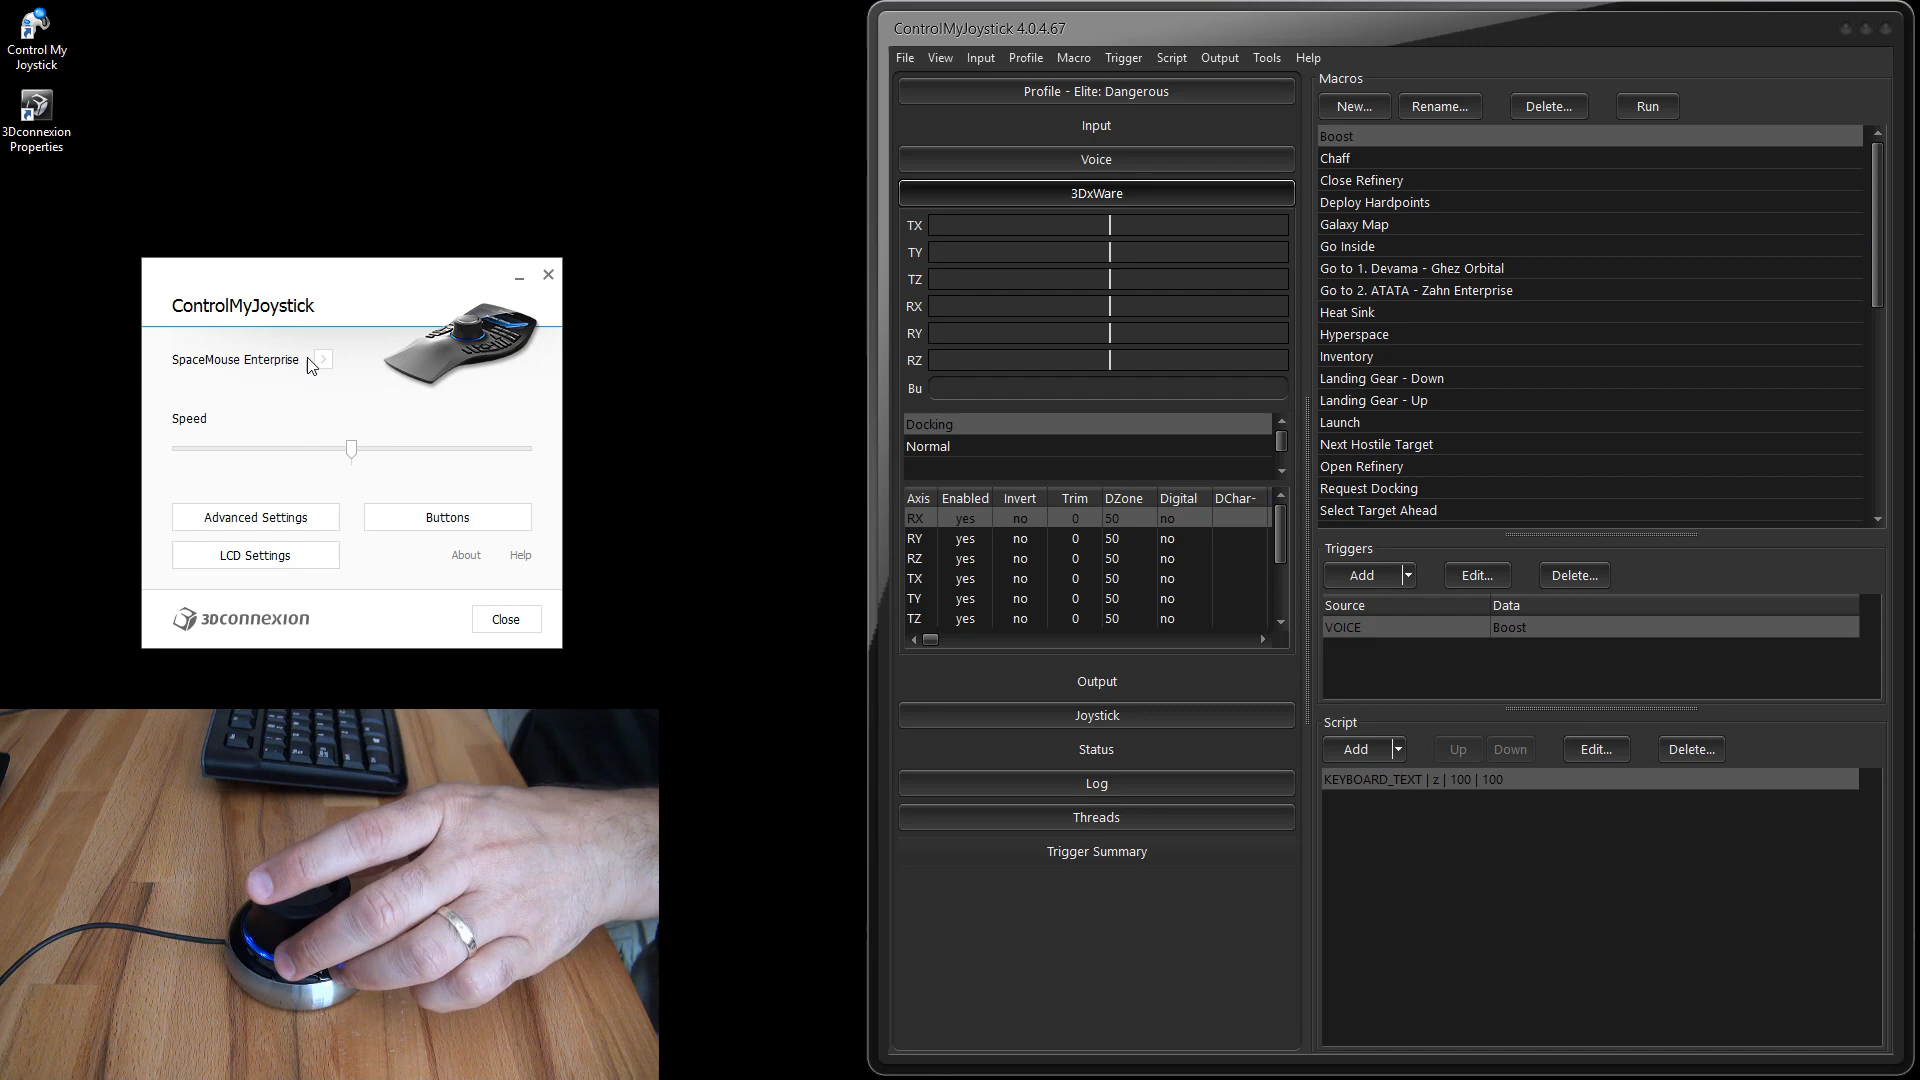 Control My
Joystick
3Dconnexion
Properties
ControlMyJoystick
SpaceMouse Enterprise
Speed
Advanced Settings
Buttons
LCD Settings
About
Help
3Dconnexion
Close
ControlMyJoystick 4.0.4.67
File View Input Profile Macro Trigger Script Output Tools Help
Profile - Elite: Dangerous
Input
Voice
3DxWare
TX
TY
TZ
RX
RY
RZ
Bu
Docking
Normal
Axis Enabled Invert Trim DZone Digital DChar-
RX yes no 0 50 no
RY yes no 0 50 no
RZ yes no 0 50 no
TX yes no 0 50 no
TY yes no 0 50 no
TZ yes no 0 50 no
Output
Joystick
Status
Log
Threads
Trigger Summary
Macros
New... Rename... Delete... Run
Boost
Chaff
Close Refinery
Deploy Hardpoints
Galaxy Map
Go Inside
Go to 1. Devama - Ghez Orbital
Go to 2. ATATA - Zahn Enterprise
Heat Sink
Hyperspace
Inventory
Landing Gear - Down
Landing Gear - Up
Launch
Next Hostile Target
Open Refinery
Request Docking
Select Target Ahead
Triggers
Add Edit... Delete...
Source Data
VOICE Boost
Script
Add Up Down Edit... Delete...
KEYBOARD_TEXT | z | 100 | 100